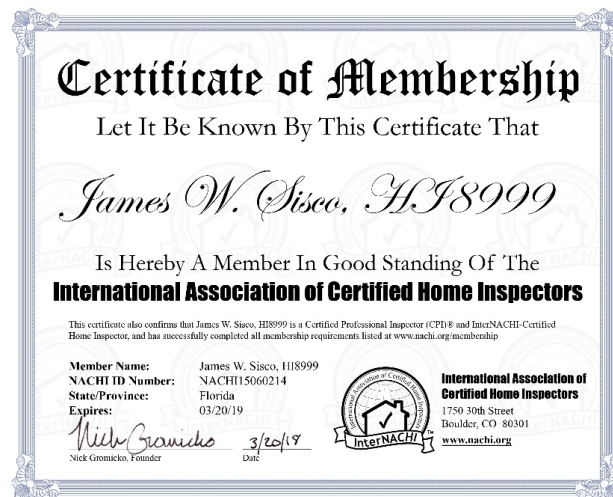 Certificate of Membership
Let It Be Known By This Certificate That
James W. Sisco, HI8999
Is Hereby A Member In Good Standing Of The
International Association of Certified Home Inspectors
This certificate also confirms that James W. Sisco, HI8999 is a Certified Professional Inspector (CPI)® and InterNACHI-Certified
Home Inspector, and has successfully completed all membership requirements listed at www.nachi.org/membership
Member Name: James W. Sisco, HI8999
NACHI ID Number: NACHI15060214
State/Province: Florida
Expires: 03/20/19
Nick Gromicko 3/20/18
Nick Gromicko, Founder Date
International Association of Certified Home Inspectors
InterNACHI
International Association of
Certified Home Inspectors
1750 30th Street
Boulder, CO 80301
www.nachi.org